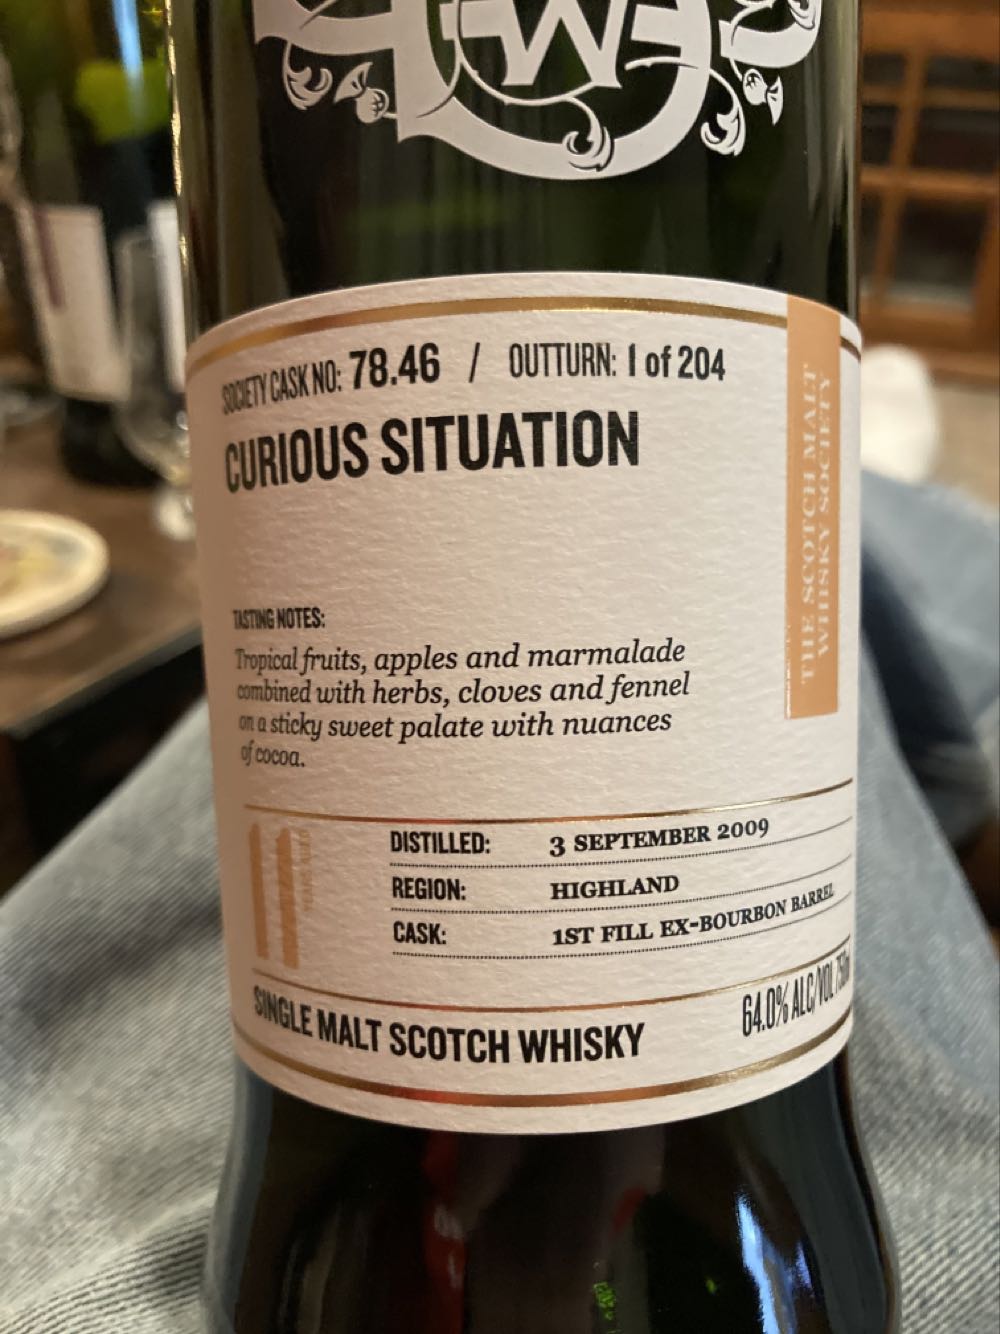 SOCIETY CASK NO: 78.46 / OUTTURN: 1 of 204
CURIOUS SITUATION
THE SCOTCH MALT
WHISKY SOCIETY
TASTING NOTES:
Tropical fruits, apples and marmalade
combined with herbs, cloves and fennel
on a sticky sweet palate with nuances
of cocoa.
11
DISTILLED: 3 SEPTEMBER 2009
REGION: HIGHLAND
CASK: 1ST FILL EX-BOURBON BARREL
SINGLE MALT SCOTCH WHISKY
64.0% ALC/VOL 750ml